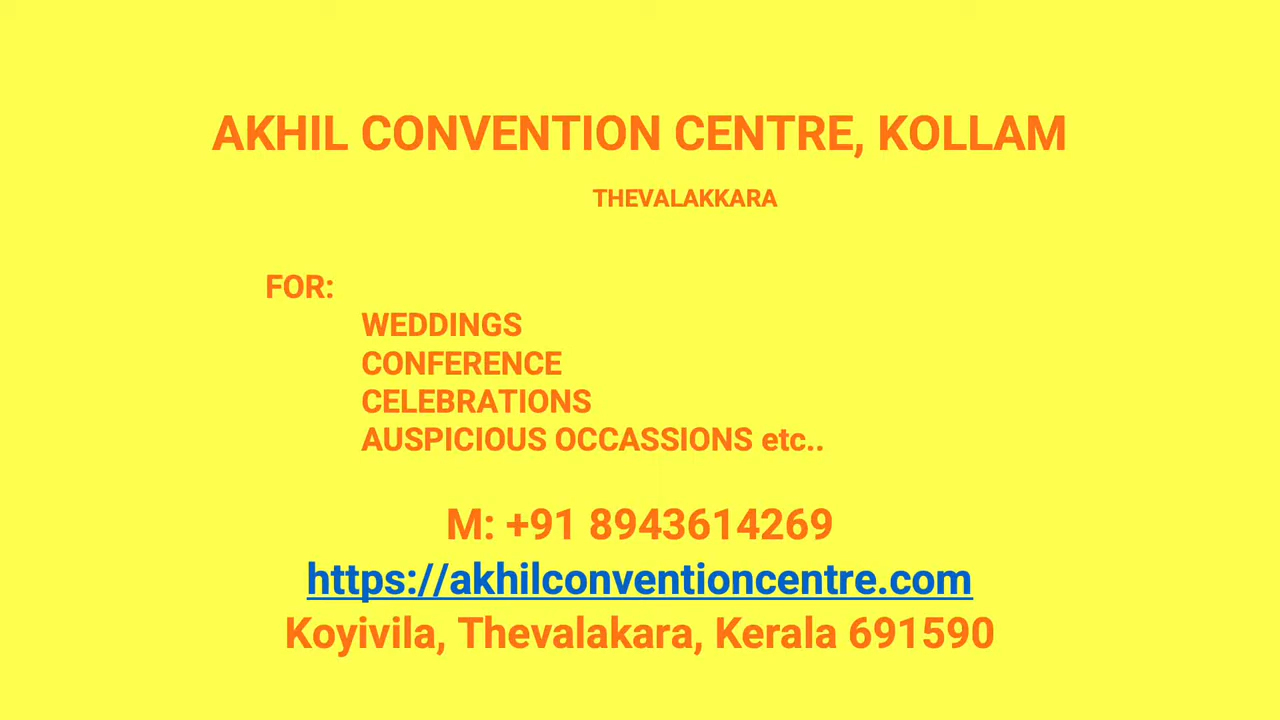 AKHIL CONVENTION CENTRE, KOLLAM
THEVALAKKARA
FOR:
WEDDINGS
CONFERENCE
CELEBRATIONS
AUSPICIOUS OCCASSIONS etc..
M: +91 8943614269
https://akhilconventioncentre.com
Koyivila, Thevalakara, Kerala 691590